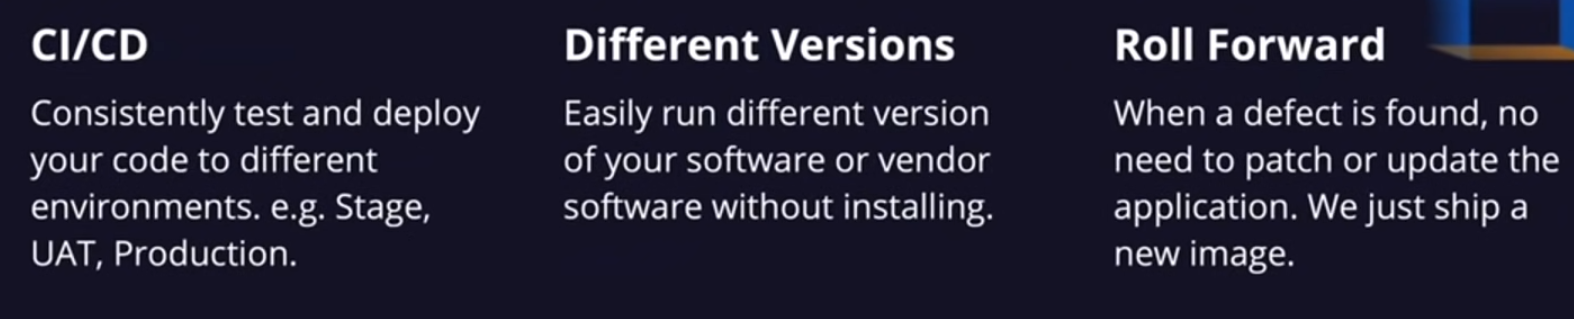 CI/CD
Consistently test and deploy
your code to different
environments. e.g. Stage,
UAT, Production.
Different Versions
Easily run different version
of your software or vendor
software without installing.
Roll Forward
When a defect is found, no
need to patch or update the
application. We just ship a
new image.